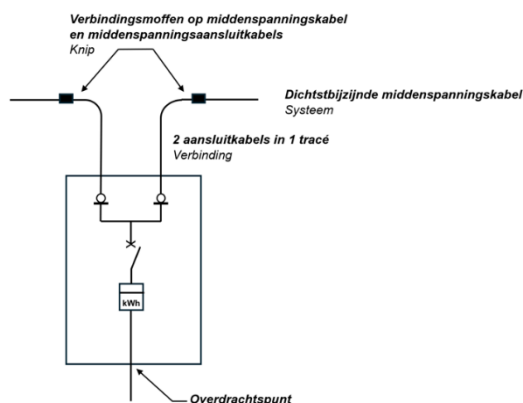 Verbindingsmoffen op middenspanningskabel
en middenspanningsaansluitkabels
Knip
Dichtstbijzijnde middenspanningskabel
Systeem
2 aansluitkabels in 1 tracé
Verbinding
kWh
Overdrachtspunt